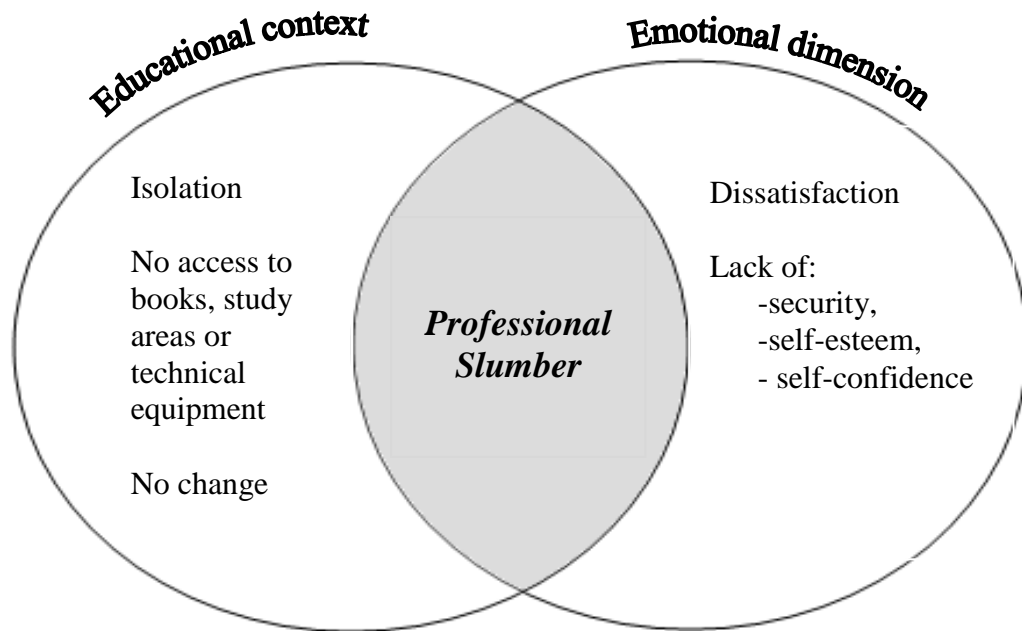 Educational context
Emotional dimension
Isolation
No access to
books, study
areas or
technical
equipment
No change
Professional
Slumber
Dissatisfaction
Lack of:
-security,
-self-esteem,
- self-confidence